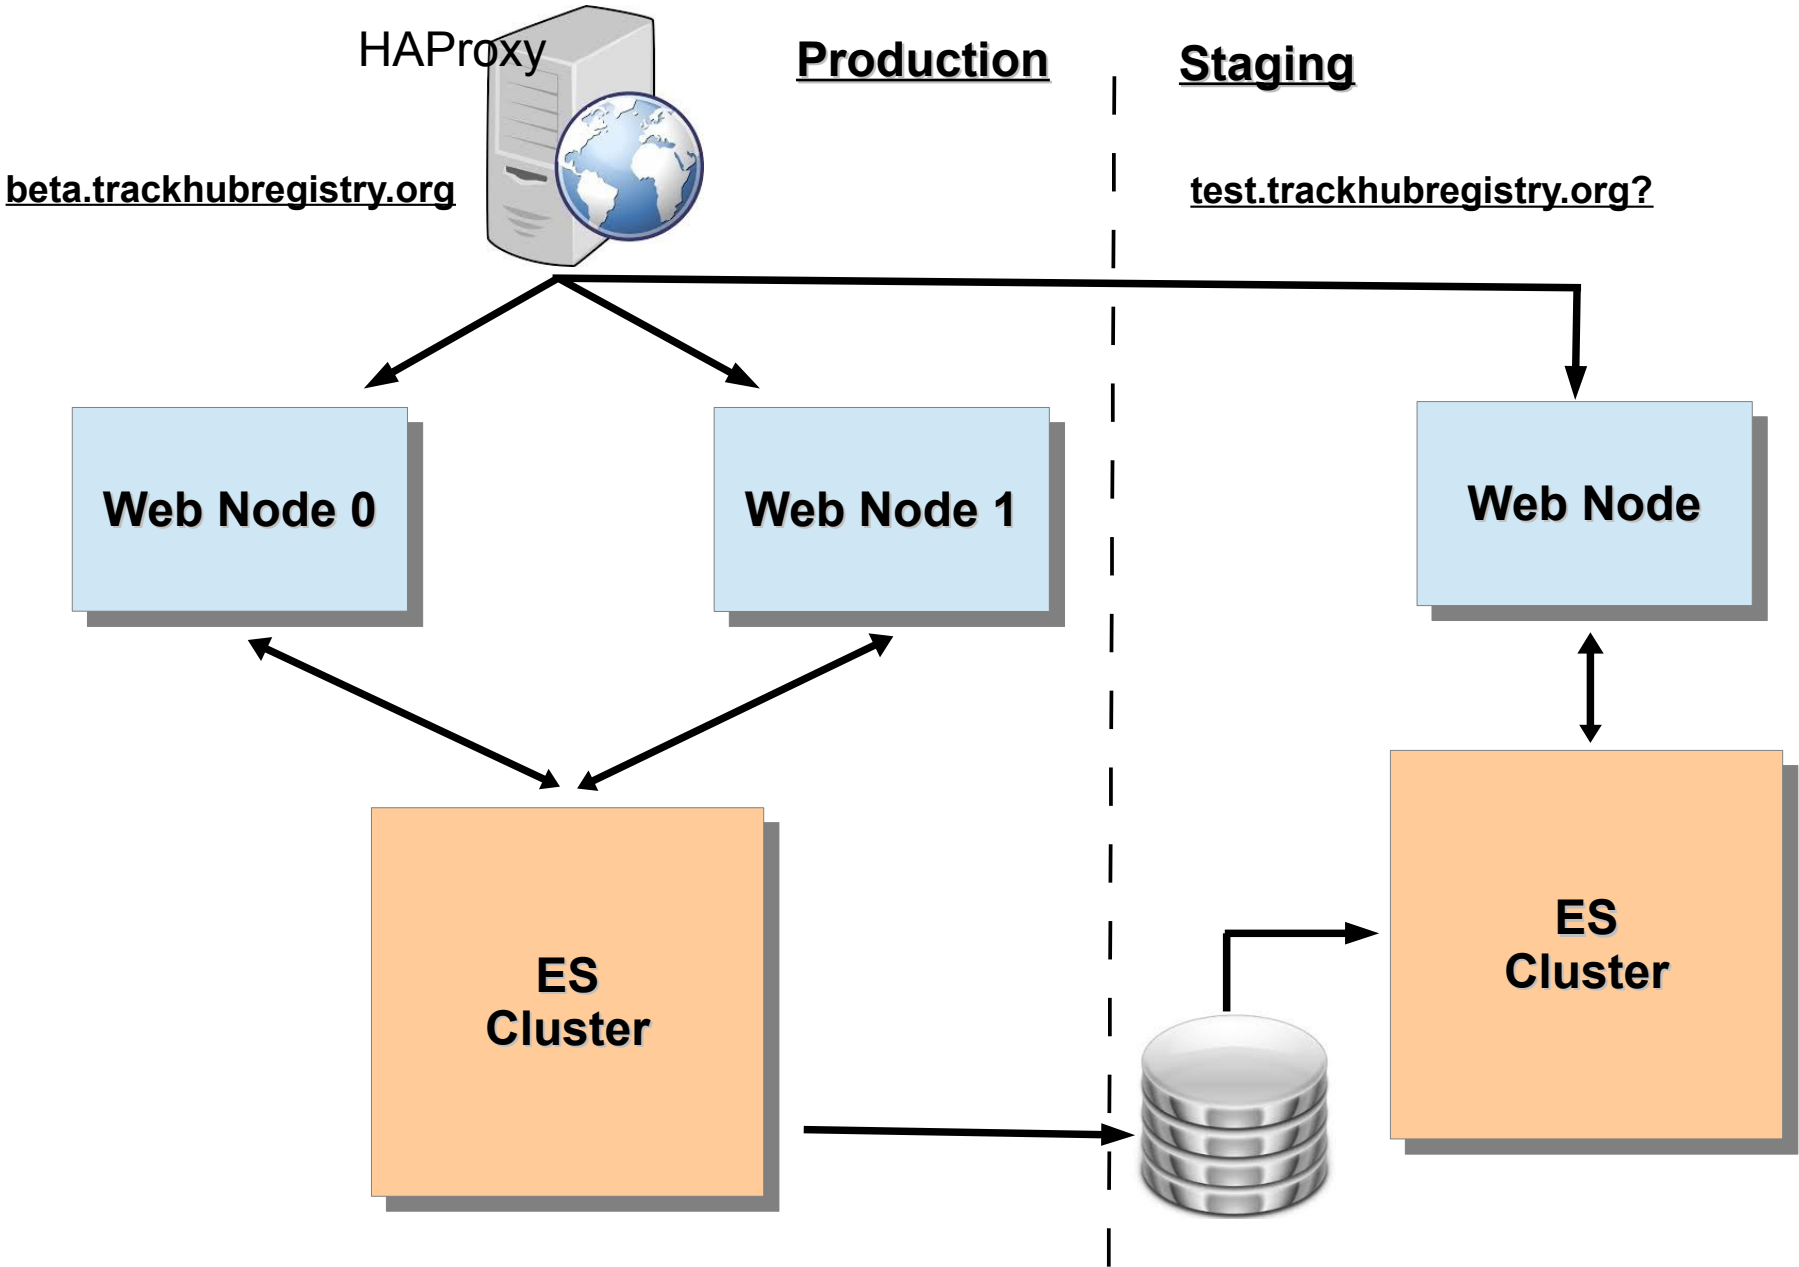 HAProxy
Production
Staging
beta.trackhubregistry.org
test.trackhubregistry.org?
Web Node 0
Web Node 1
Web Node
ES
Cluster
ES
Cluster